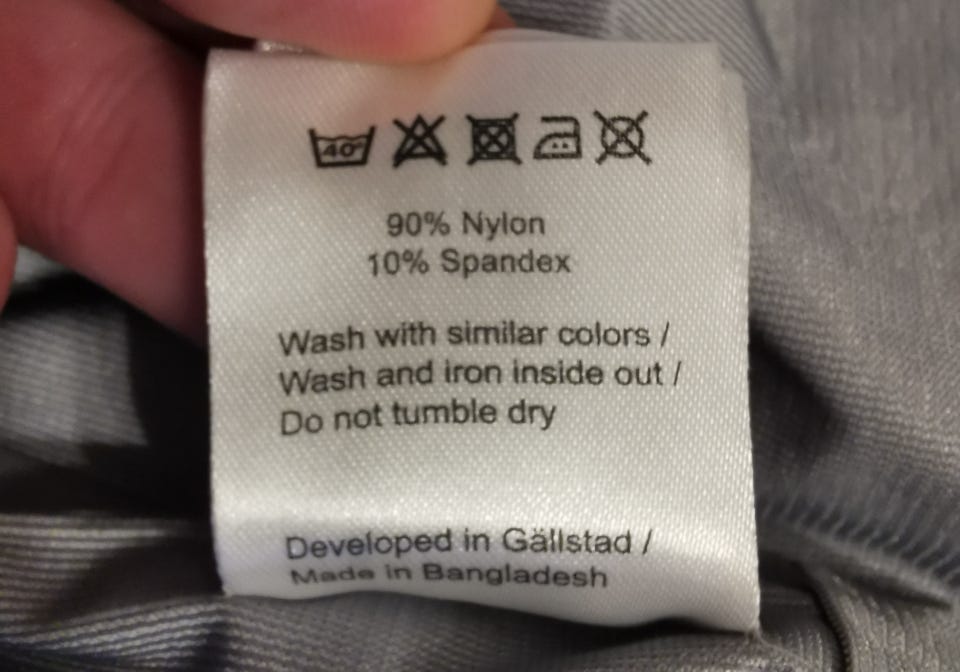 40°
90% Nylon
10% Spandex
Wash with similar colors /
Wash and iron inside out /
Do not tumble dry
Developed in Gällstad /
Made in Bangladesh